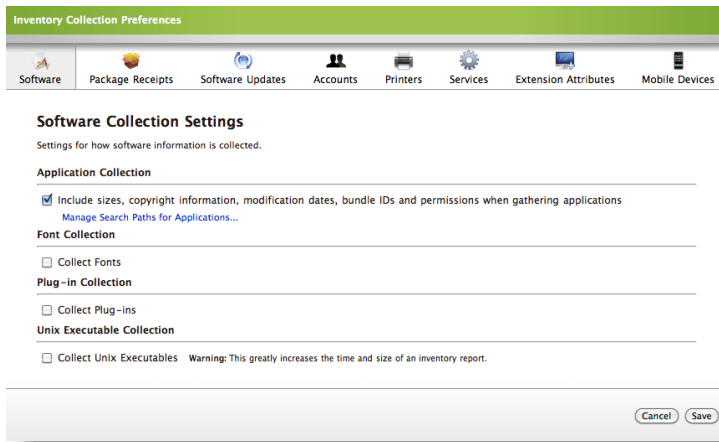 Inventory Collection Preferences
Software Package Receipts Software Updates Accounts Printers Services Extension Attributes Mobile Devices
Software Collection Settings
Settings for how software information is collected.
Application Collection
Include sizes, copyright information, modification dates, bundle IDs and permissions when gathering applications
Manage Search Paths for Applications...
Font Collection
Collect Fonts
Plug-in Collection
Collect Plug-ins
Unix Executable Collection
Collect Unix Executables Warning: This greatly increases the time and size of an inventory report.
Cancel Save